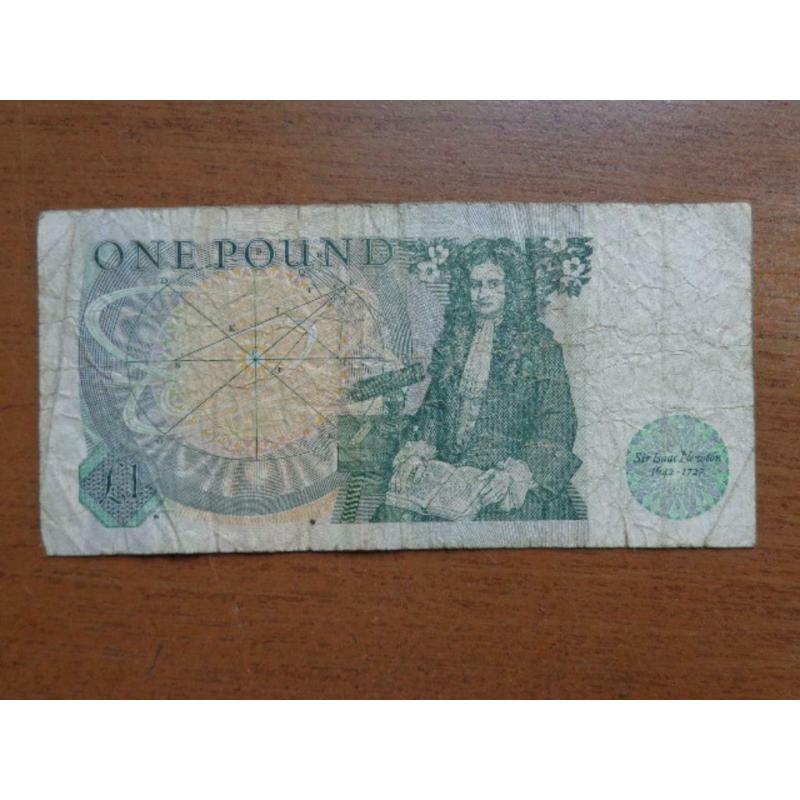 ONE POUND
£1
Sir Isaac Newton
1642-1727